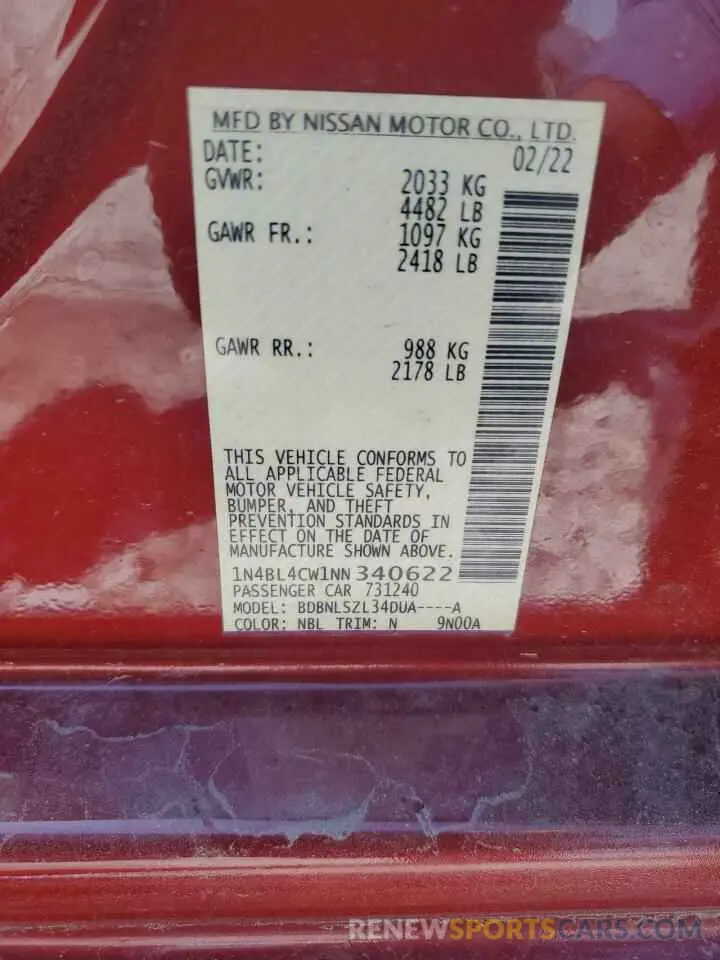 MFD BY NISSAN MOTOR CO., LTD.
DATE: 02/22
GVWR: 2033 KG
4482 LB
GAWR FR.: 1097 KG
2418 LB
GAWR RR.: 988 KG
2178 LB
THIS VEHICLE CONFORMS TO
ALL APPLICABLE FEDERAL
MOTOR VEHICLE SAFETY,
BUMPER, AND THEFT
PREVENTION STANDARDS IN
EFFECT ON THE DATE OF
MANUFACTURE SHOWN ABOVE.
1N4BL4CW1NN340622
PASSENGER CAR 731240
MODEL: BDBNLSZL34DUA----A
COLOR: NBL TRIM: N 9N00A
RENEWSPORTSCARS.COM